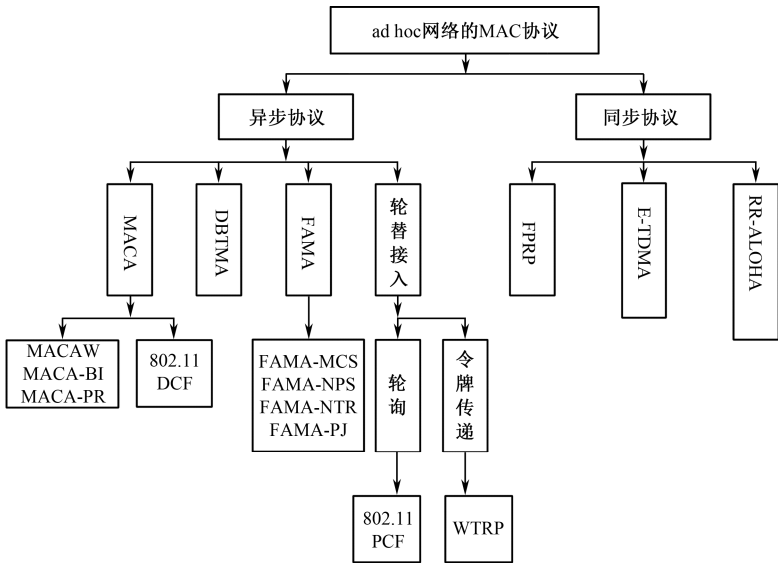 ad hoc网络的MAC协议
异步协议
同步协议
MACA
DBTMA
FAMA
轮替接入
FPRP
E-TDMA
RR-ALOHA
MACAW
MACA-BI
MACA-PR
802.11
DCF
FAMA-MCS
FAMA-NPS
FAMA-NTR
FAMA-PJ
轮询
令牌传递
802.11
PCF
WTRP